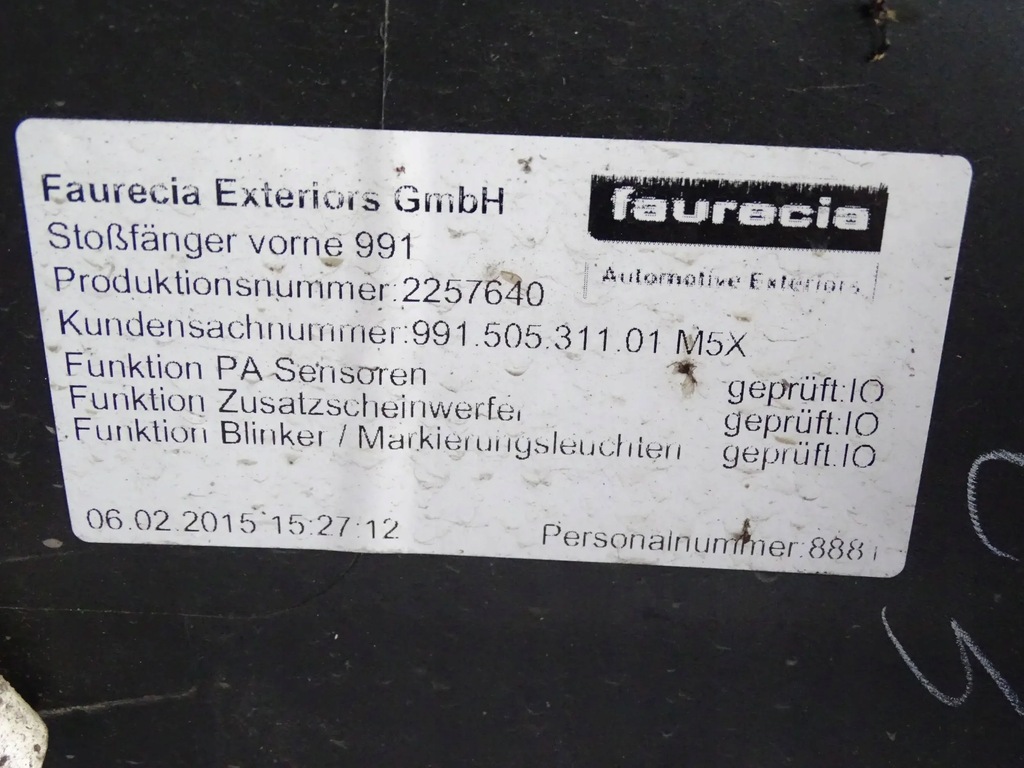 Faurecia Exteriors GmbH
faurecia
Automotive Exteriors
Stoßfänger vorne 991
Produktionsnummer:2257640
Kundensachnummer:991.505.311.01 M5X
Funktion PA Sensoren geprüft:IO
Funktion Zusatzscheinwerfer geprüft:IO
Funktion Blinker / Markierungsleuchten geprüft:IO
06.02.2015 15:27:12
Personalnummer:8881